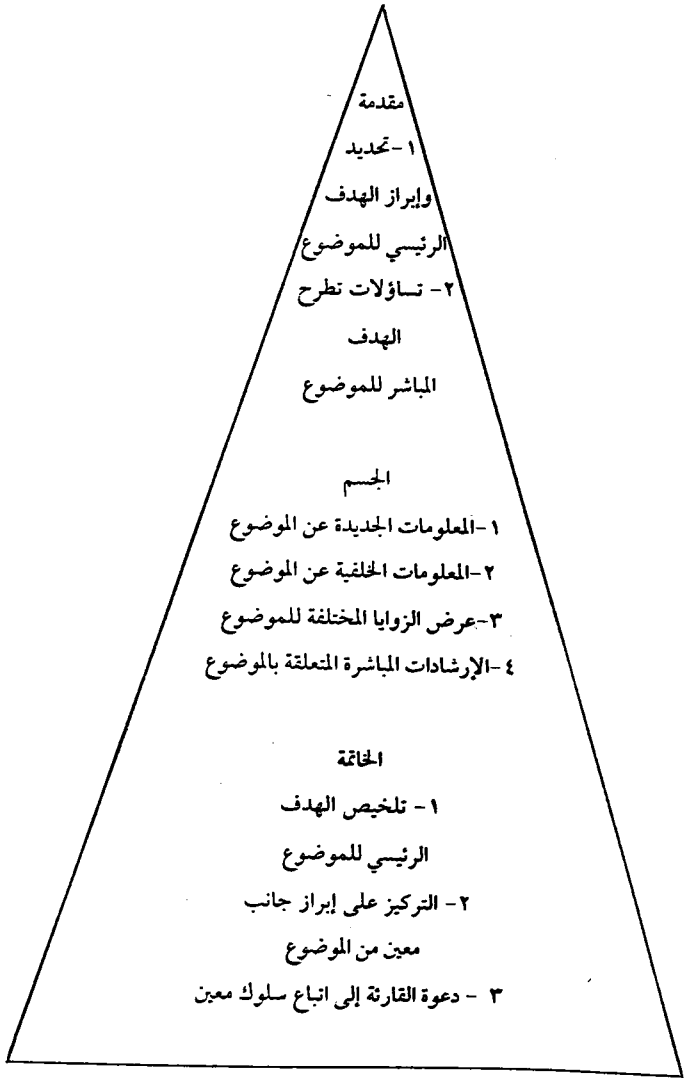 مقدمة
١-تحديد
وإبراز الهدف
الرئيسي للموضوع
٢- تساؤلات تطرح
الهدف
المباشر للموضوع
الجسم
١-المعلومات الجديدة عن الموضوع
٢-المعلومات الخلفية عن الموضوع
٣-عرض الزوايا المختلفة للموضوع
٤-الإرشادات المباشرة المتعلقة بالموضوع
الخاتمة
١- تلخيص الهدف
الرئيسي للموضوع
٢- التركيز على إبراز جانب
معين من الموضوع
٣ - دعوة القارئة إلى اتباع سلوك معين